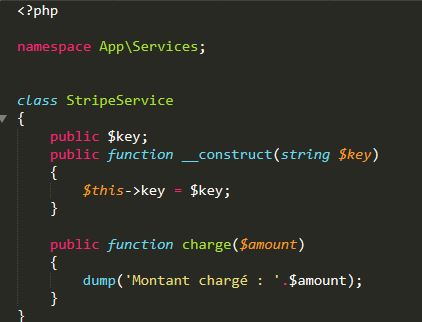 <?php
namespace App\Services;
class StripeService
{
public $key;
public function __construct(string $key)
{
$this->key = $key;
}
public function charge($amount)
{
dump('Montant chargé : '.$amount);
}
}